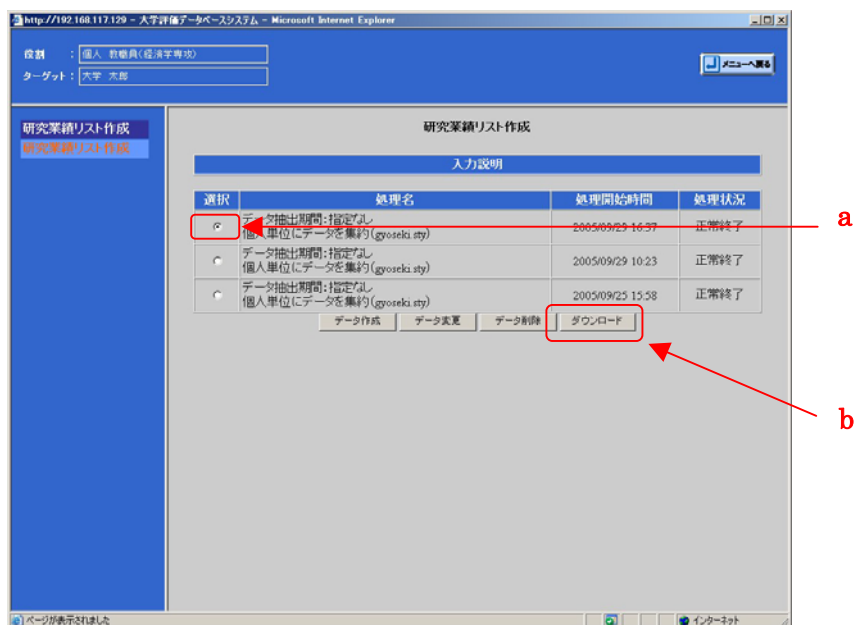 http://192.168.117.129 - 大学評価データベースシステム - Microsoft Internet Explorer
役割 : 個人 教職員(経済学専攻)
ターゲット : 大学 太郎
メニューへ戻る
研究業績リスト作成
研究業績リスト作成
研究業績リスト作成
入力説明
選択 処理名 処理開始時間 処理状況
データ抽出期間:指定なし
個人単位にデータを集約(gyoseki.sty) 2005/09/29 16:37 正常終了
データ抽出期間:指定なし
個人単位にデータを集約(gyoseki.sty) 2005/09/29 10:23 正常終了
データ抽出期間:指定なし
個人単位にデータを集約(gyoseki.sty) 2005/09/25 15:58 正常終了
データ作成 データ変更 データ削除 ダウンロード
a
b
ページが表示されました インターネット